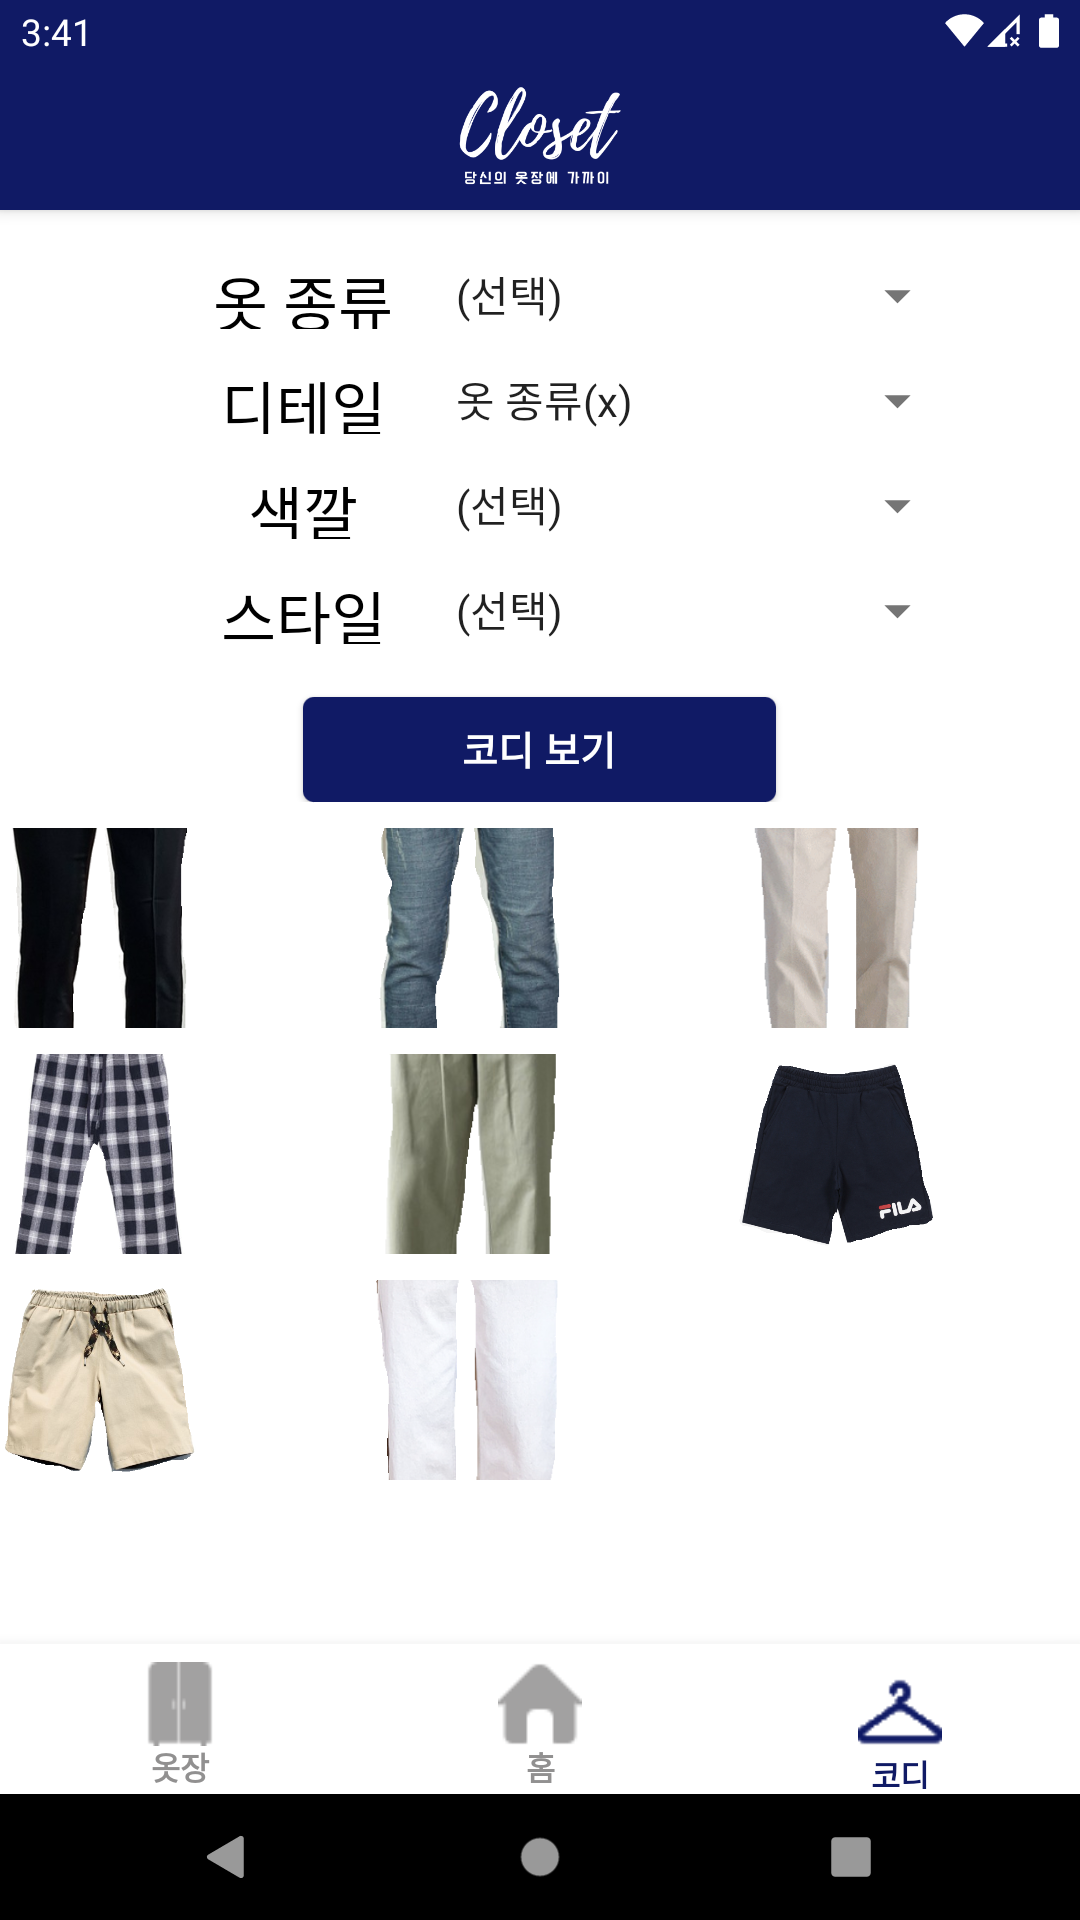 3:41
Closet
당신의 옷장에 가까이
옷 종류 (선택)
디테일 옷 종류(x)
색깔 (선택)
스타일 (선택)
코디 보기
FILA
옷장 홈 코디